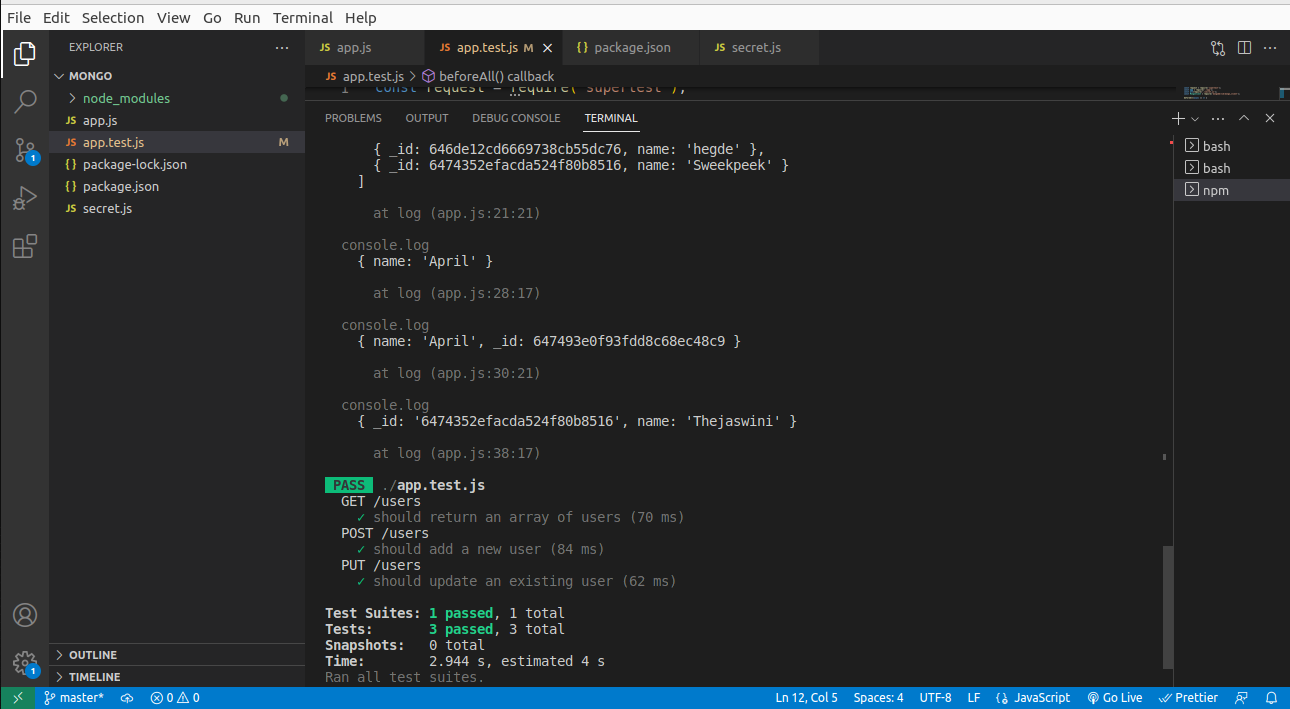 File Edit Selection View Go Run Terminal Help
EXPLORER ···
JS app.js
JS app.test.js M ×
{} package.json
JS secret.js
MONGO
node_modules
JS app.js
JS app.test.js M
{} package-lock.json
{} package.json
JS secret.js
1
1
OUTLINE
TIMELINE
JS app.test.js > beforeAll() callback
1 const request = require("supertest");
PROBLEMS OUTPUT DEBUG CONSOLE TERMINAL
{ _id: 646de12cd6669738cb55dc76, name: 'hegde' },
{ _id: 6474352efacda524f80b8516, name: 'Sweekpeek' }
]
at log (app.js:21:21)
console.log
{ name: 'April' }
at log (app.js:28:17)
console.log
{ name: 'April', _id: 647493e0f93fdd8c68ec48c9 }
at log (app.js:30:21)
console.log
{ _id: '6474352efacda524f80b8516', name: 'Thejaswini' }
at log (app.js:38:17)
PASS ./app.test.js
GET /users
✓ should return an array of users (70 ms)
POST /users
✓ should add a new user (84 ms)
PUT /users
✓ should update an existing user (62 ms)
Test Suites: 1 passed, 1 total
Tests: 3 passed, 3 total
Snapshots: 0 total
Time: 2.944 s, estimated 4 s
Ran all test suites.
bash
bash
npm
master* 0 0 Ln 12, Col 5 Spaces: 4 UTF-8 LF {} JavaScript Go Live Prettier